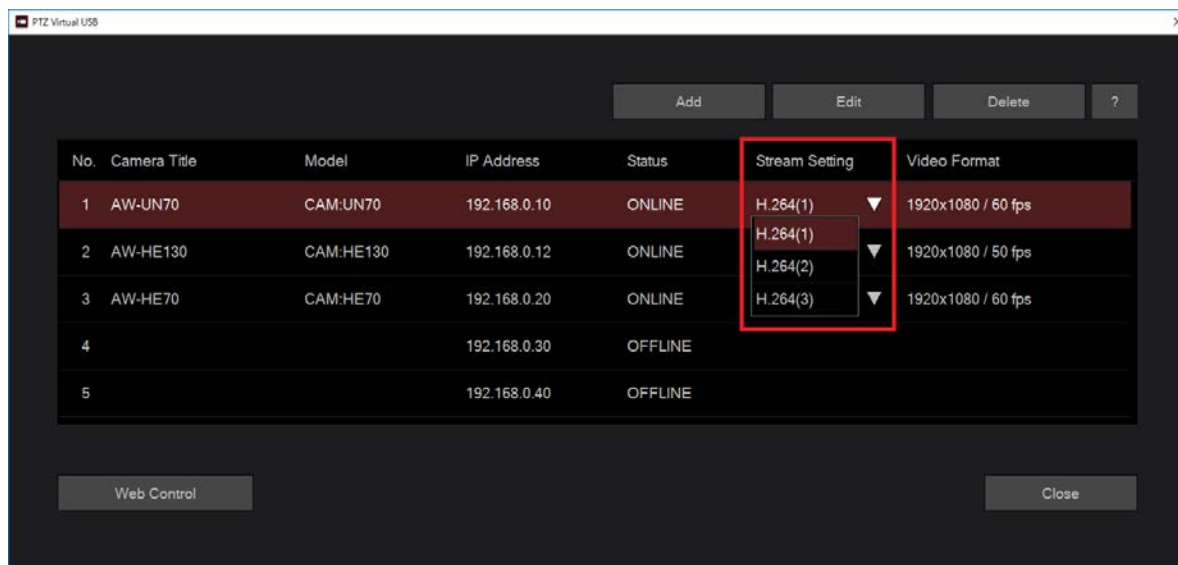 PTZ Virtual USB
Add Edit Delete ?
No. Camera Title Model IP Address Status Stream Setting Video Format
1 AW-UN70 CAM:UN70 192.168.0.10 ONLINE H.264(1) 1920x1080 / 60 fps
H.264(1)
2 AW-HE130 CAM:HE130 192.168.0.12 ONLINE 1920x1080 / 50 fps
H.264(2)
3 AW-HE70 CAM:HE70 192.168.0.20 ONLINE H.264(3) 1920x1080 / 60 fps
4 192.168.0.30 OFFLINE
5 192.168.0.40 OFFLINE
Web Control Close